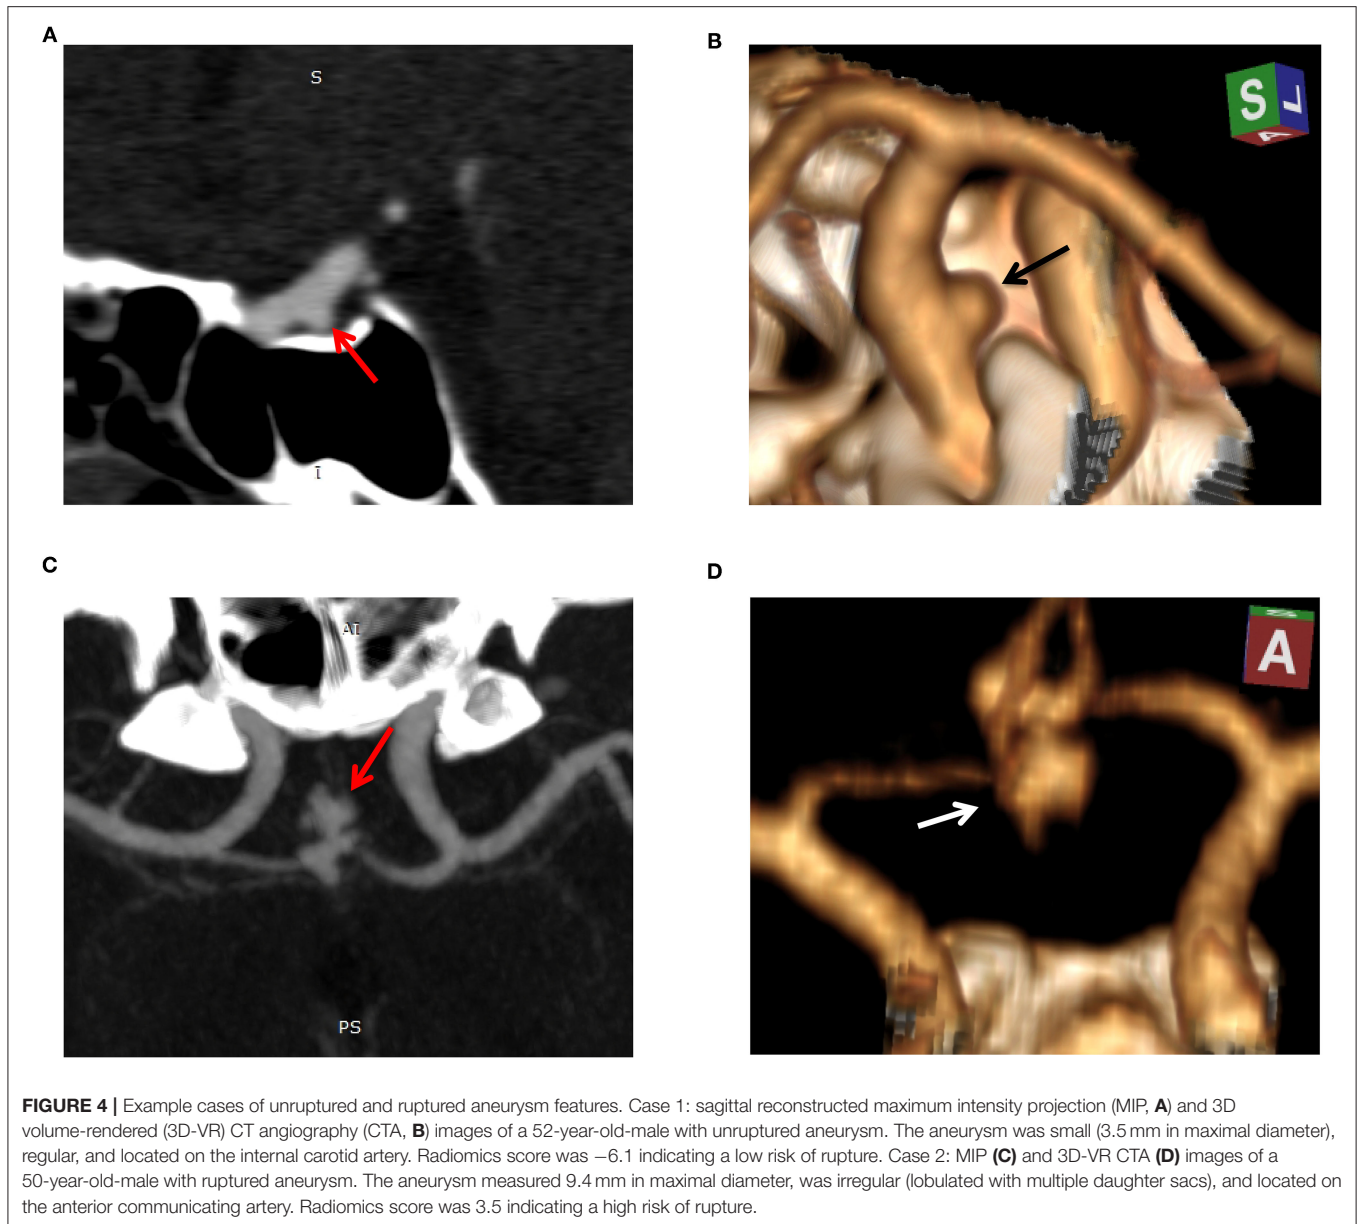 A
B
S
S
L
A
I
C
D
AI
A
PS
FIGURE 4 | Example cases of unruptured and ruptured aneurysm features. Case 1: sagittal reconstructed maximum intensity projection (MIP, A) and 3D
volume-rendered (3D-VR) CT angiography (CTA, B) images of a 52-year-old-male with unruptured aneurysm. The aneurysm was small (3.5 mm in maximal diameter),
regular, and located on the internal carotid artery. Radiomics score was −6.1 indicating a low risk of rupture. Case 2: MIP (C) and 3D-VR CTA (D) images of a
50-year-old-male with ruptured aneurysm. The aneurysm measured 9.4 mm in maximal diameter, was irregular (lobulated with multiple daughter sacs), and located on
the anterior communicating artery. Radiomics score was 3.5 indicating a high risk of rupture.